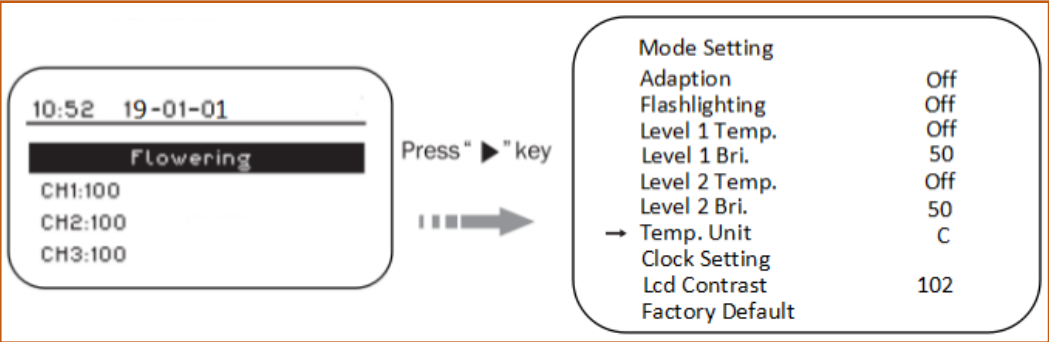 10:52 19-01-01
Flowering
CH1:100
CH2:100
CH3:100
Press " ▶ " key
Mode Setting
Adaption Off
Flashlighting Off
Level 1 Temp. Off
Level 1 Bri. 50
Level 2 Temp. Off
Level 2 Bri. 50
→ Temp. Unit C
Clock Setting
Lcd Contrast 102
Factory Default